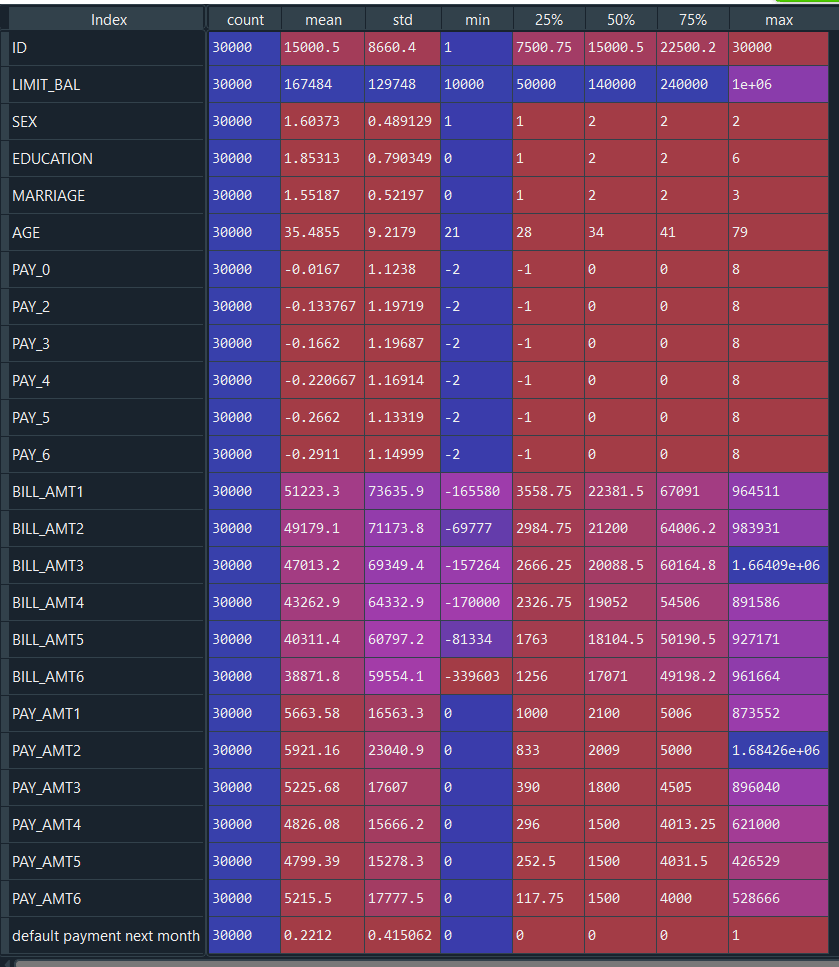 Index count mean std min 25% 50% 75% max
ID 30000 15000.5 8660.4 1 7500.75 15000.5 22500.2 30000
LIMIT_BAL 30000 167484 129748 10000 50000 140000 240000 1e+06
SEX 30000 1.60373 0.489129 1 1 2 2 2
EDUCATION 30000 1.85313 0.790349 0 1 2 2 6
MARRIAGE 30000 1.55187 0.52197 0 1 2 2 3
AGE 30000 35.4855 9.2179 21 28 34 41 79
PAY_0 30000 -0.0167 1.1238 -2 -1 0 0 8
PAY_2 30000 -0.133767 1.19719 -2 -1 0 0 8
PAY_3 30000 -0.1662 1.19687 -2 -1 0 0 8
PAY_4 30000 -0.220667 1.16914 -2 -1 0 0 8
PAY_5 30000 -0.2662 1.13319 -2 -1 0 0 8
PAY_6 30000 -0.2911 1.14999 -2 -1 0 0 8
BILL_AMT1 30000 51223.3 73635.9 -165580 3558.75 22381.5 67091 964511
BILL_AMT2 30000 49179.1 71173.8 -69777 2984.75 21200 64006.2 983931
BILL_AMT3 30000 47013.2 69349.4 -157264 2666.25 20088.5 60164.8 1.66409e+06
BILL_AMT4 30000 43262.9 64332.9 -170000 2326.75 19052 54506 891586
BILL_AMT5 30000 40311.4 60797.2 -81334 1763 18104.5 50190.5 927171
BILL_AMT6 30000 38871.8 59554.1 -339603 1256 17071 49198.2 961664
PAY_AMT1 30000 5663.58 16563.3 0 1000 2100 5006 873552
PAY_AMT2 30000 5921.16 23040.9 0 833 2009 5000 1.68426e+06
PAY_AMT3 30000 5225.68 17607 0 390 1800 4505 896040
PAY_AMT4 30000 4826.08 15666.2 0 296 1500 4013.25 621000
PAY_AMT5 30000 4799.39 15278.3 0 252.5 1500 4031.5 426529
PAY_AMT6 30000 5215.5 17777.5 0 117.75 1500 4000 528666
default payment next month 30000 0.2212 0.415062 0 0 0 0 1